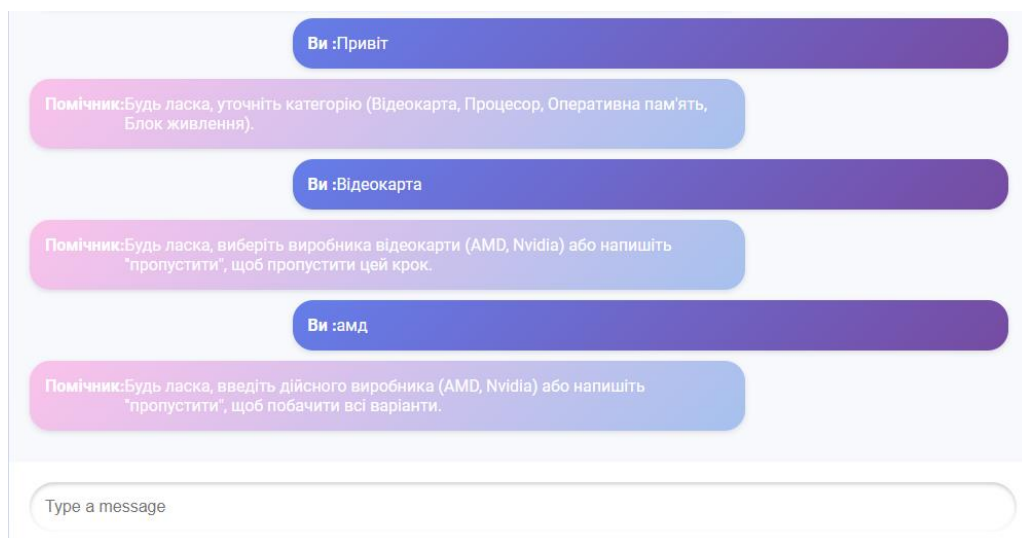 Ви :Привіт
Помічник:Будь ласка, уточніть категорію (Відеокарта, Процесор, Оперативна пам'ять,
Блок живлення).
Ви :Відеокарта
Помічник:Будь ласка, виберіть виробника відеокарти (AMD, Nvidia) або напишіть
"пропустити", щоб пропустити цей крок.
Ви :амд
Помічник:Будь ласка, введіть дійсного виробника (AMD, Nvidia) або напишіть
"пропустити", щоб побачити всі варіанти.
Type a message